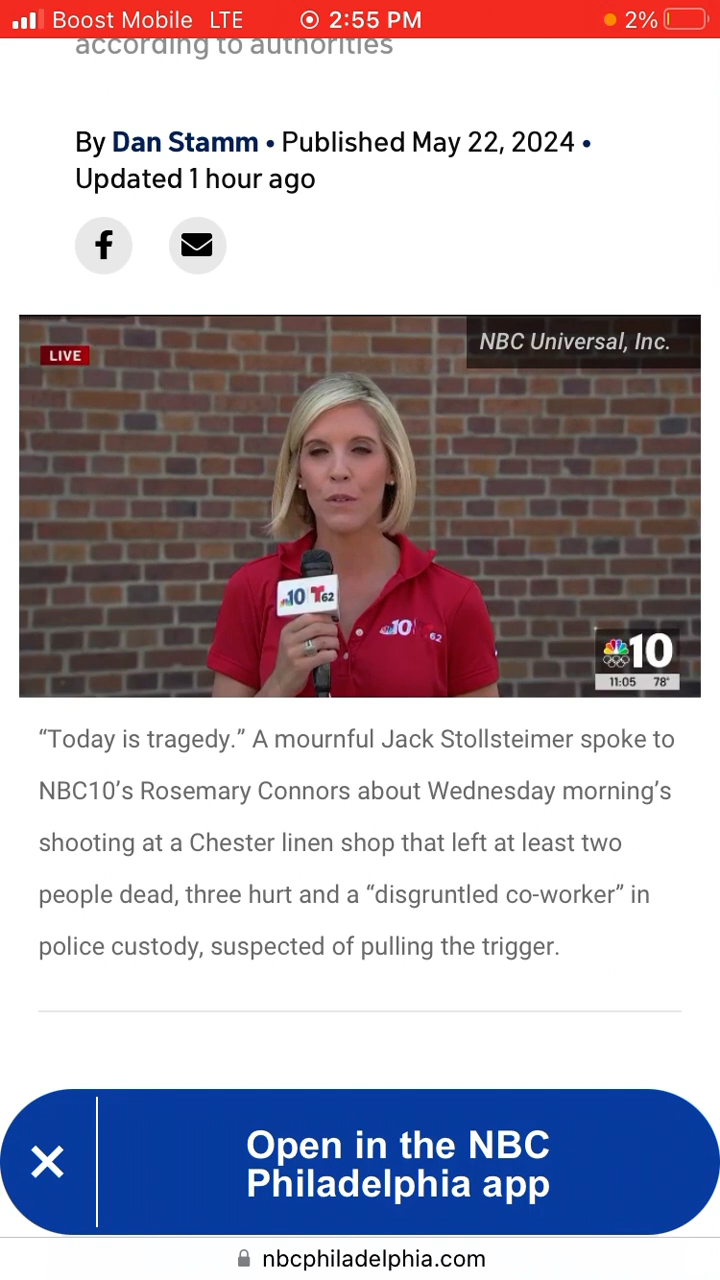 Boost Mobile LTE 2:55 PM 2%
according to authorities
By Dan Stamm • Published May 22, 2024 •
Updated 1 hour ago
f
NBC Universal, Inc.
LIVE
10 T62
10 62
10
11:05 78°
“Today is tragedy.” A mournful Jack Stollsteimer spoke to
NBC10’s Rosemary Connors about Wednesday morning’s
shooting at a Chester linen shop that left at least two
people dead, three hurt and a “disgruntled co-worker” in
police custody, suspected of pulling the trigger.
Open in the NBC
Philadelphia app
nbcphiladelphia.com